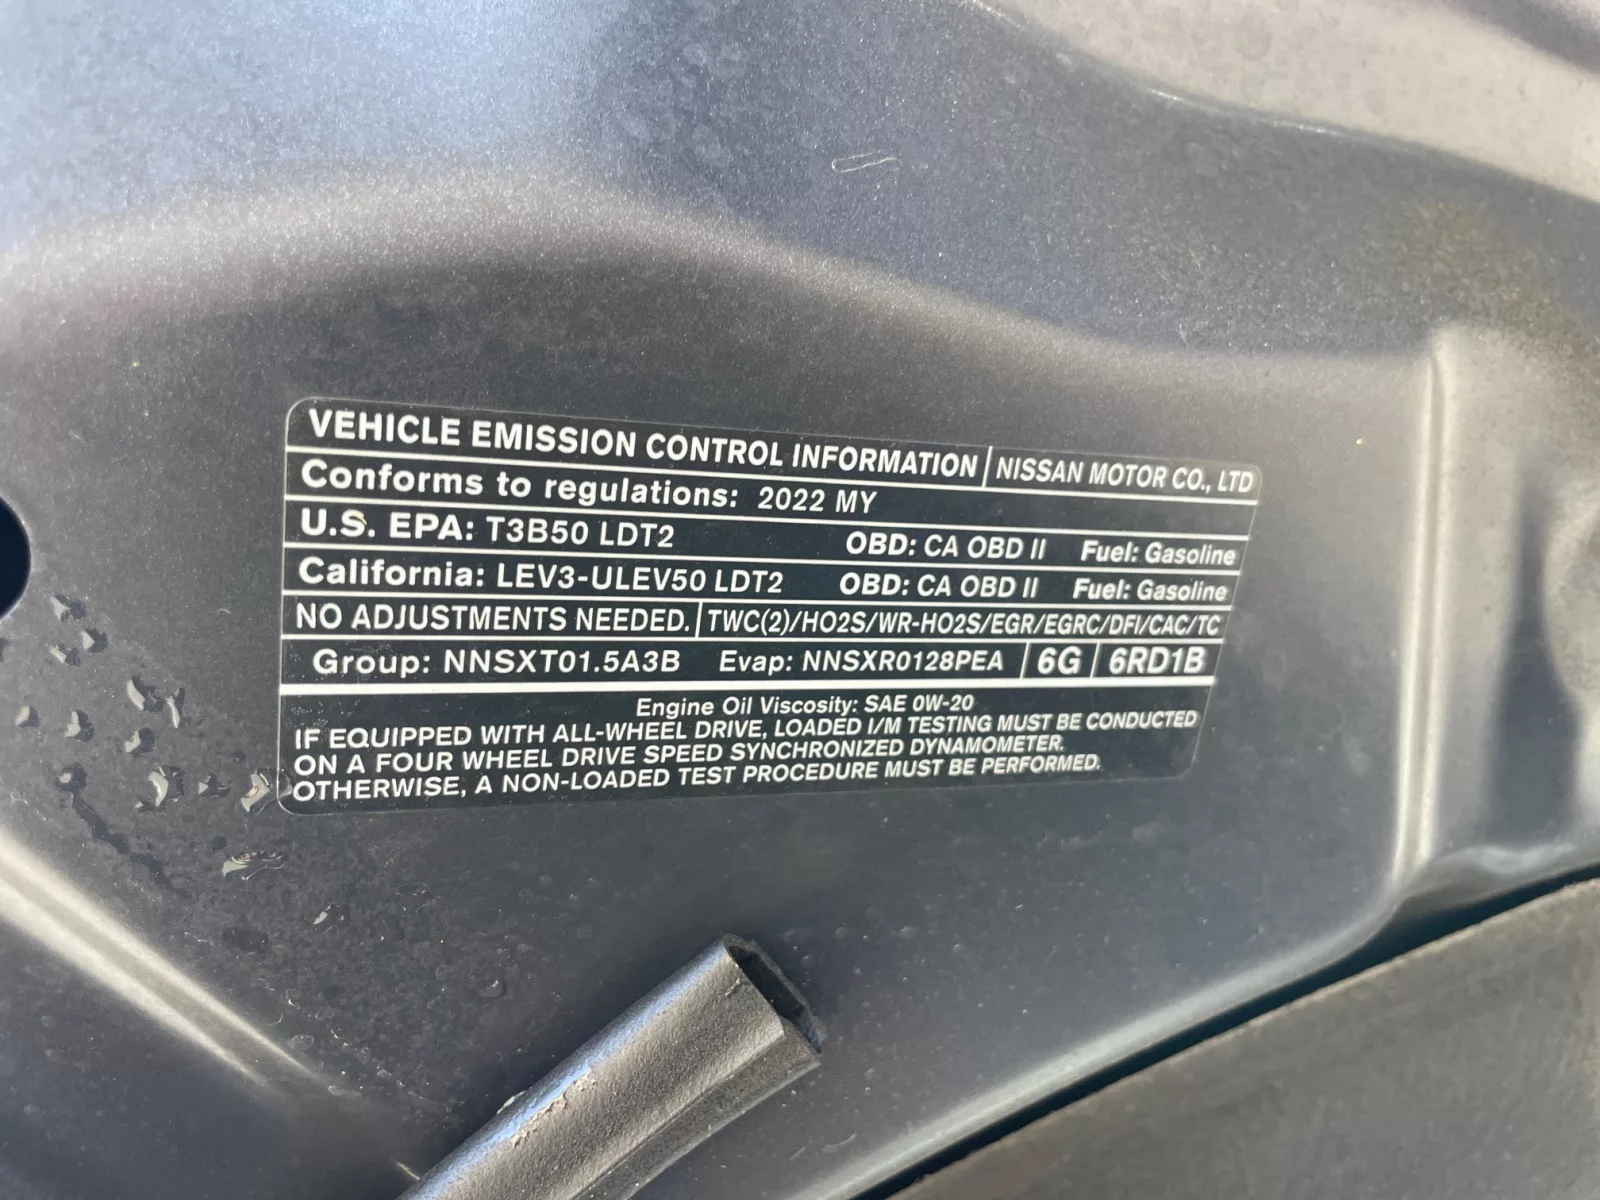 VEHICLE EMISSION CONTROL INFORMATION NISSAN MOTOR CO., LTD
Conforms to regulations: 2022 MY
U.S. EPA: T3B50 LDT2 OBD: CA OBD II Fuel: Gasoline
California: LEV3-ULEV50 LDT2 OBD: CA OBD II Fuel: Gasoline
NO ADJUSTMENTS NEEDED. TWC(2)/HO2S/WR-HO2S/EGR/EGRC/DFI/CAC/TC
Group: NNSXT01.5A3B Evap: NNSXR0128PEA 6G 6RD1B
Engine Oil Viscosity: SAE 0W-20
IF EQUIPPED WITH ALL-WHEEL DRIVE, LOADED I/M TESTING MUST BE CONDUCTED
ON A FOUR WHEEL DRIVE SPEED SYNCHRONIZED DYNAMOMETER.
OTHERWISE, A NON-LOADED TEST PROCEDURE MUST BE PERFORMED.